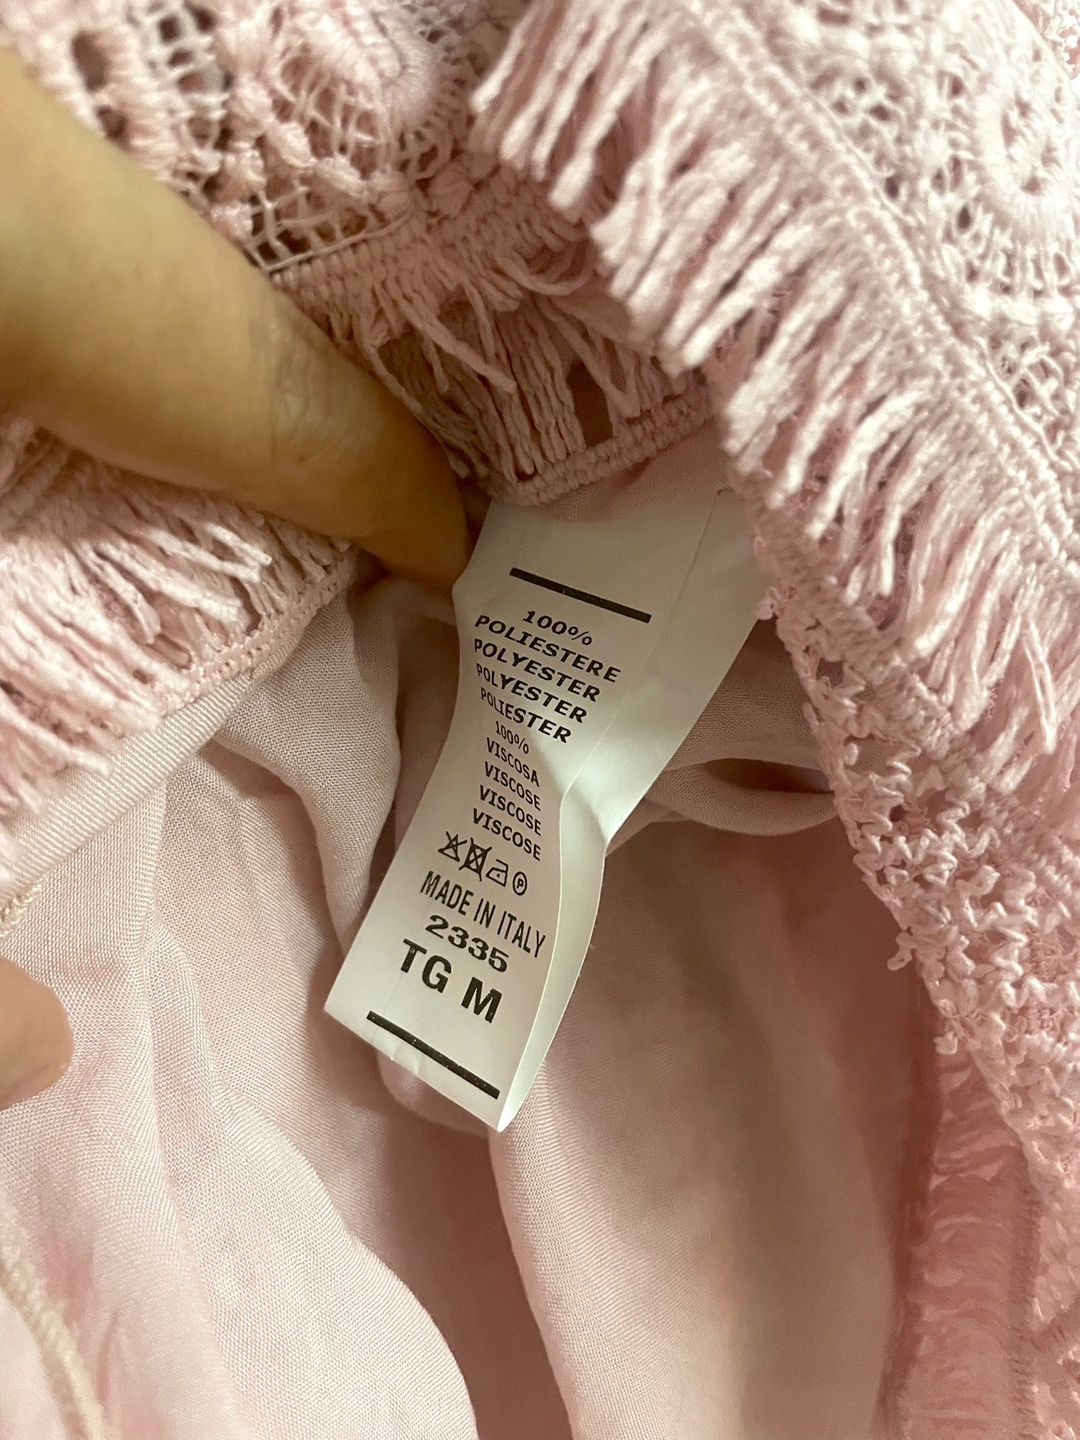 100%
POLIESTERE
POLYESTER
POLYESTER
POLIESTER
100%
VISCOSA
VISCOSE
VISCOSE
VISCOSE
P
MADE IN ITALY
2335
TG M